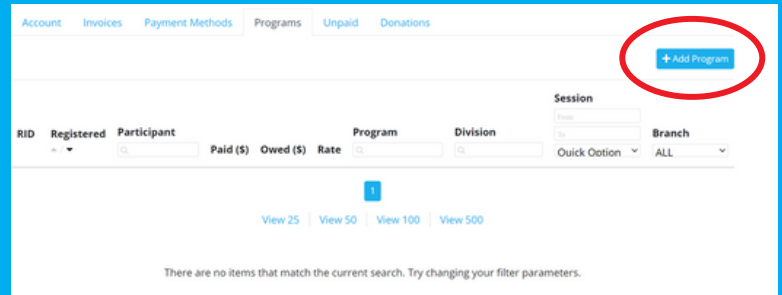 Account Invoices Payment Methods Programs Unpaid Donations
+ Add Program
Session
From
To
RID Registered Participant Paid ($) Owed ($) Rate Program Division Quick Option Branch
ALL
1
View 25 View 50 View 100 View 500
There are no items that match the current search. Try changing your filter parameters.